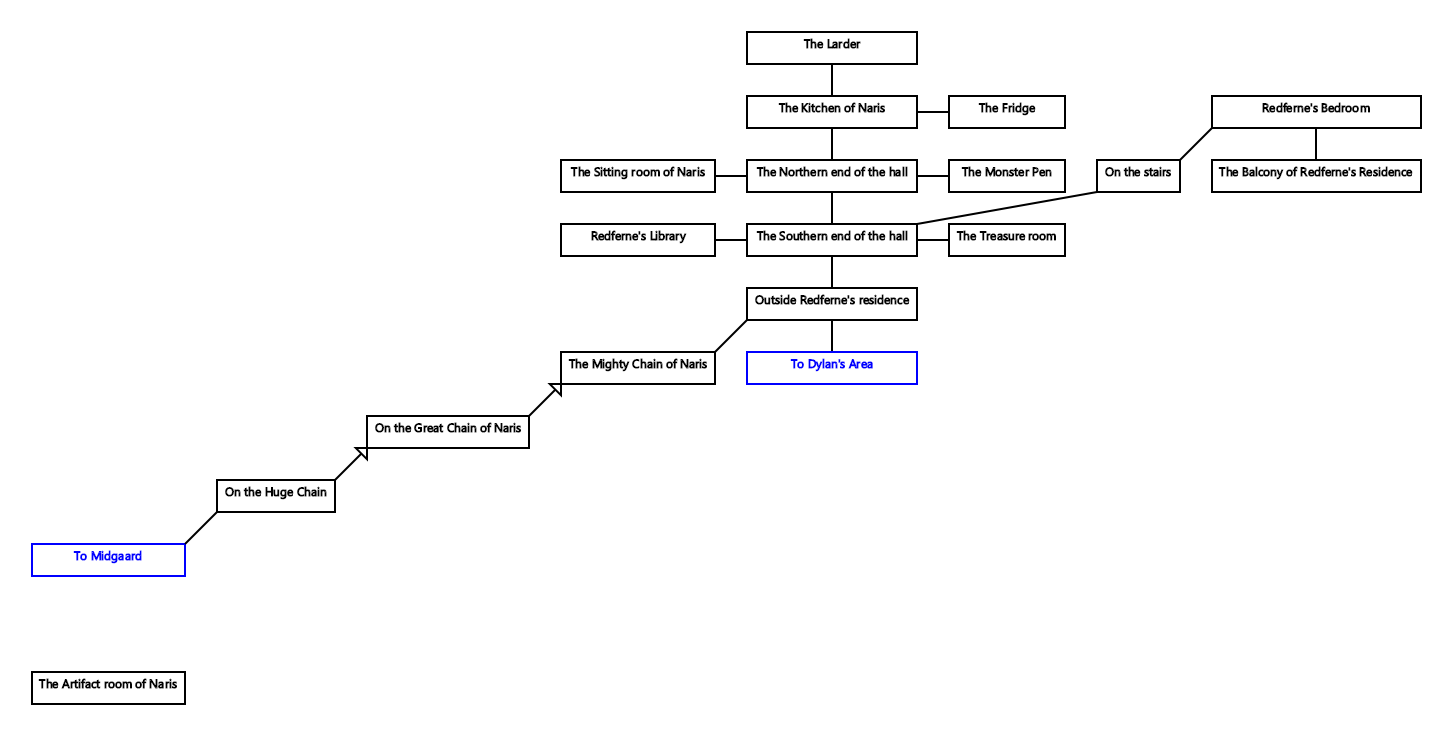 The Larder
The Kitchen of Naris
The Fridge
Redferne's Bedroom
The Sitting room of Naris
The Northern end of the hall
The Monster Pen
On the stairs
The Balcony of Redferne's Residence
Redferne's Library
The Southern end of the hall
The Treasure room
Outside Redferne's residence
The Mighty Chain of Naris
To Dylan's Area
On the Great Chain of Naris
On the Huge Chain
To Midgaard
The Artifact room of Naris